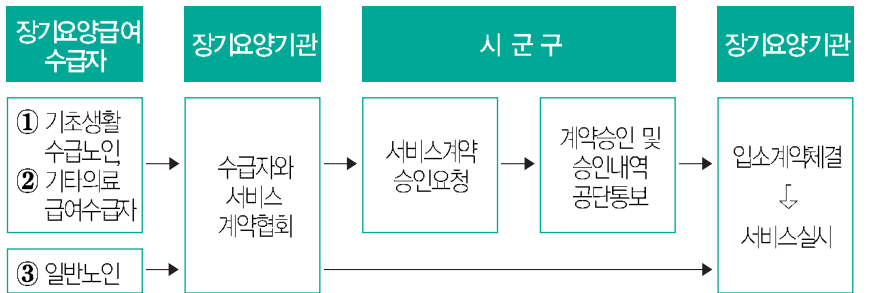 장기요양급여
수급자
장기요양기관
시 군 구
장기요양기관
① 기초생활
수급노인,
② 기타의료
급여수급자
수급자와
서비스
계약협회
서비스계약
승인요청
계약승인 및
승인내역
공단통보
입소계약체결
⇩
서비스실시
③ 일반노인